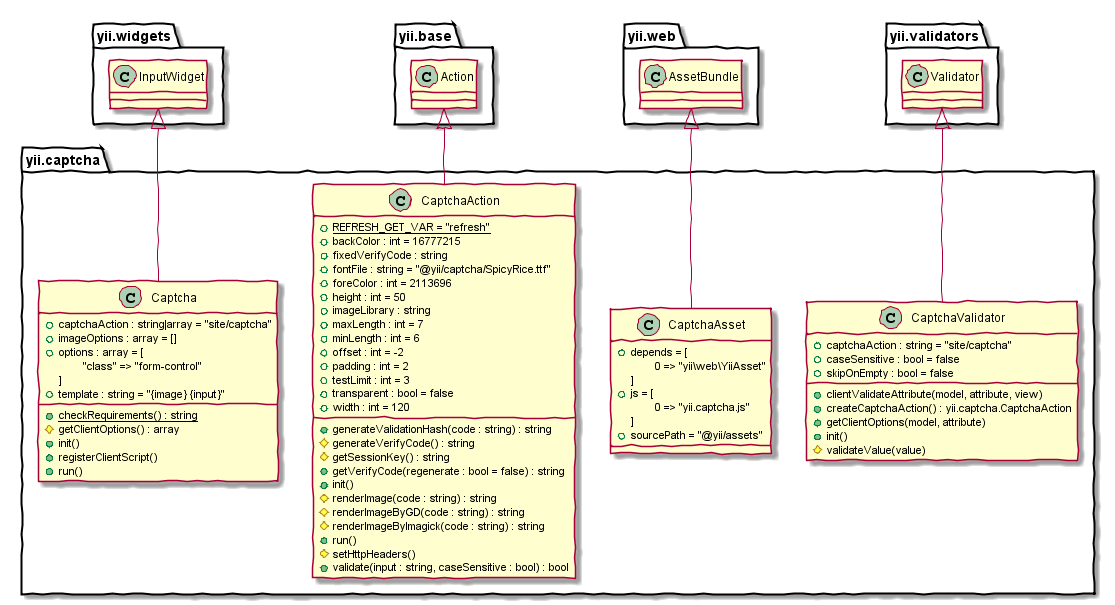 yii.widgets
C InputWidget
yii.base
C Action
yii.web
C AssetBundle
yii.validators
C Validator
yii.captcha
C Captcha
captchaAction : string|array = "site/captcha"
imageOptions : array = []
options : array = [
"class" => "form-control"
]
template : string = "{image} {input}"
checkRequirements() : string
getClientOptions() : array
init()
registerClientScript()
run()
C CaptchaAction
REFRESH_GET_VAR = "refresh"
backColor : int = 16777215
fixedVerifyCode : string
fontFile : string = "@yii/captcha/SpicyRice.ttf"
foreColor : int = 2113696
height : int = 50
imageLibrary : string
maxLength : int = 7
minLength : int = 6
offset : int = -2
padding : int = 2
testLimit : int = 3
transparent : bool = false
width : int = 120
generateValidationHash(code : string) : string
generateVerifyCode() : string
getSessionKey() : string
getVerifyCode(regenerate : bool = false) : string
init()
renderImage(code : string) : string
renderImageByGD(code : string) : string
renderImageByImagick(code : string) : string
run()
setHttpHeaders()
validate(input : string, caseSensitive : bool) : bool
C CaptchaAsset
depends = [
0 => "yii\web\YiiAsset"
]
js = [
0 => "yii.captcha.js"
]
sourcePath = "@yii/assets"
C CaptchaValidator
captchaAction : string = "site/captcha"
caseSensitive : bool = false
skipOnEmpty : bool = false
clientValidateAttribute(model, attribute, view)
createCaptchaAction() : yii.captcha.CaptchaAction
getClientOptions(model, attribute)
init()
validateValue(value)